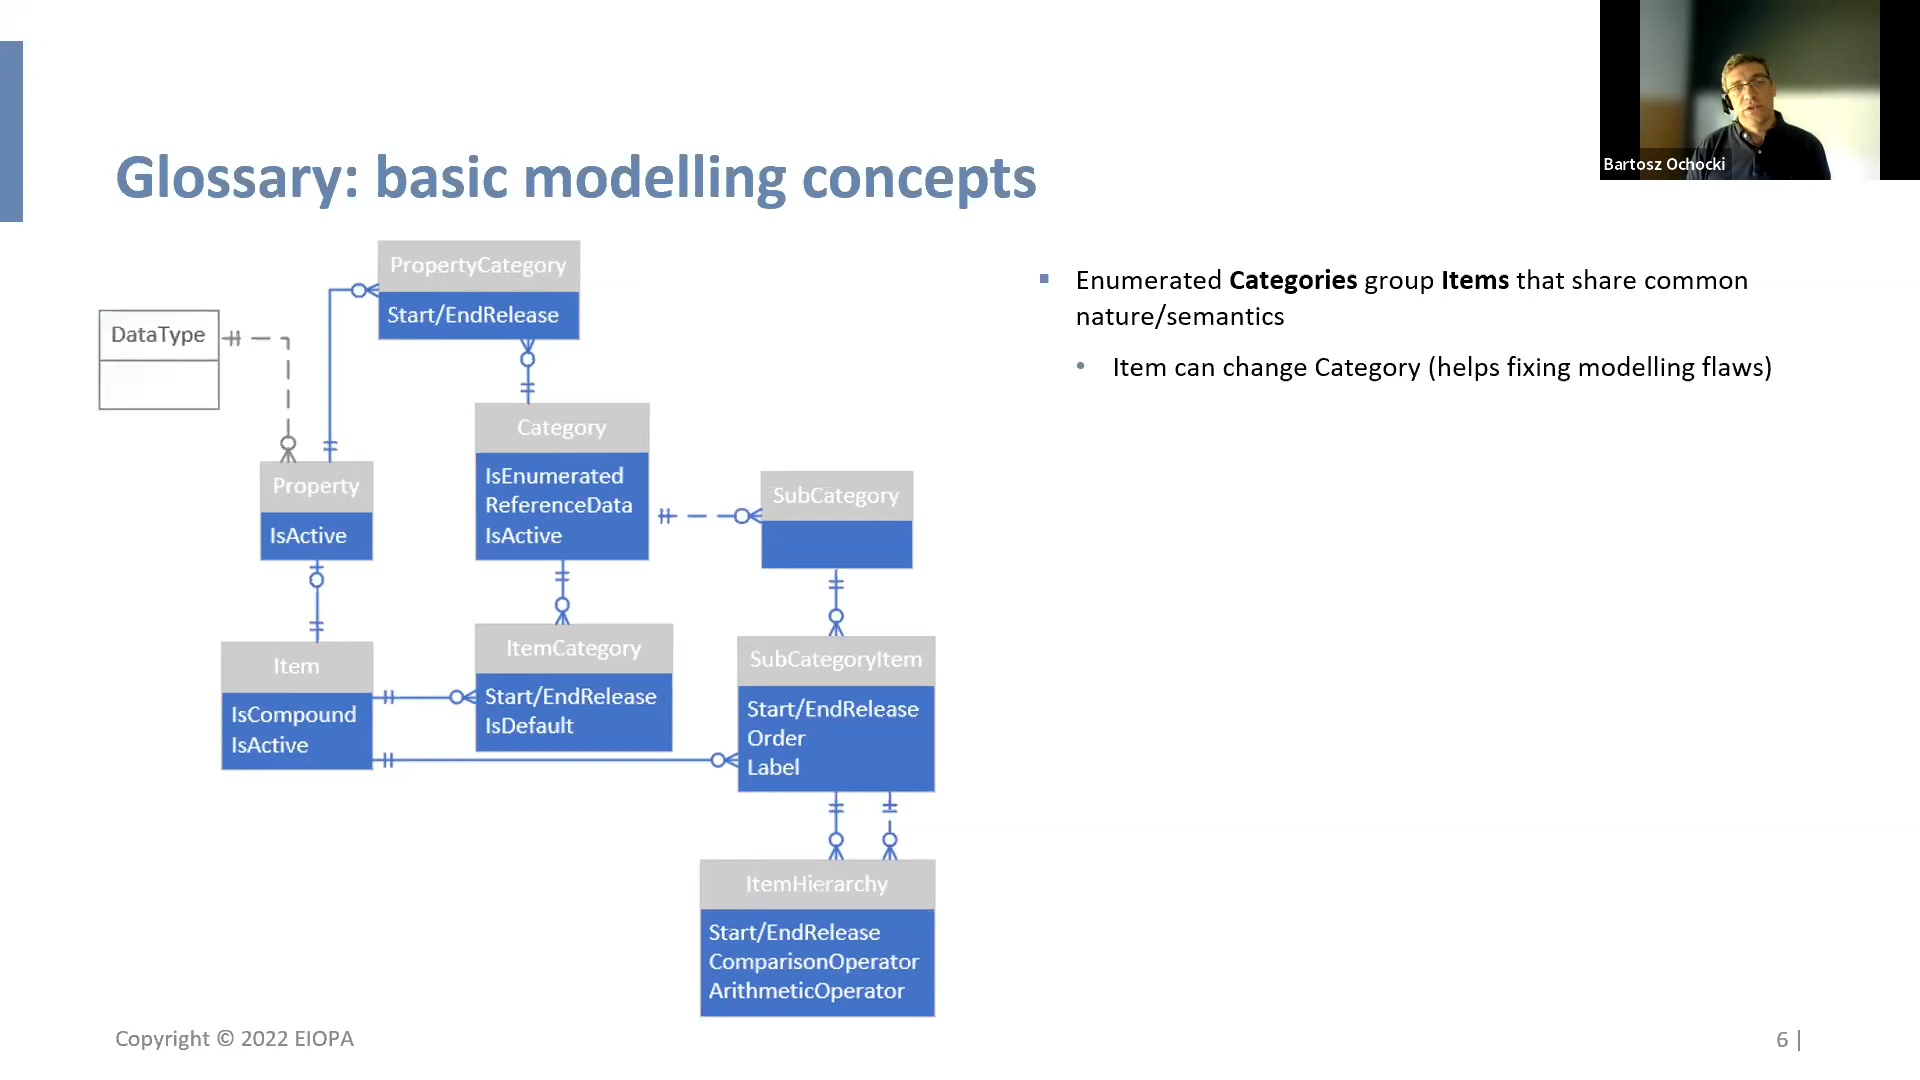 Bartosz Ochocki
Glossary: basic modelling concepts
PropertyCategory
Start/EndRelease
DataType
Category
IsEnumerated
ReferenceData
IsActive
Property
IsActive
SubCategory
Item
IsCompound
IsActive
ItemCategory
Start/EndRelease
IsDefault
SubCategoryItem
Start/EndRelease
Order
Label
ItemHierarchy
Start/EndRelease
ComparisonOperator
ArithmeticOperator
Enumerated Categories group Items that share common
nature/semantics
Item can change Category (helps fixing modelling flaws)
Copyright © 2022 EIOPA
6 |